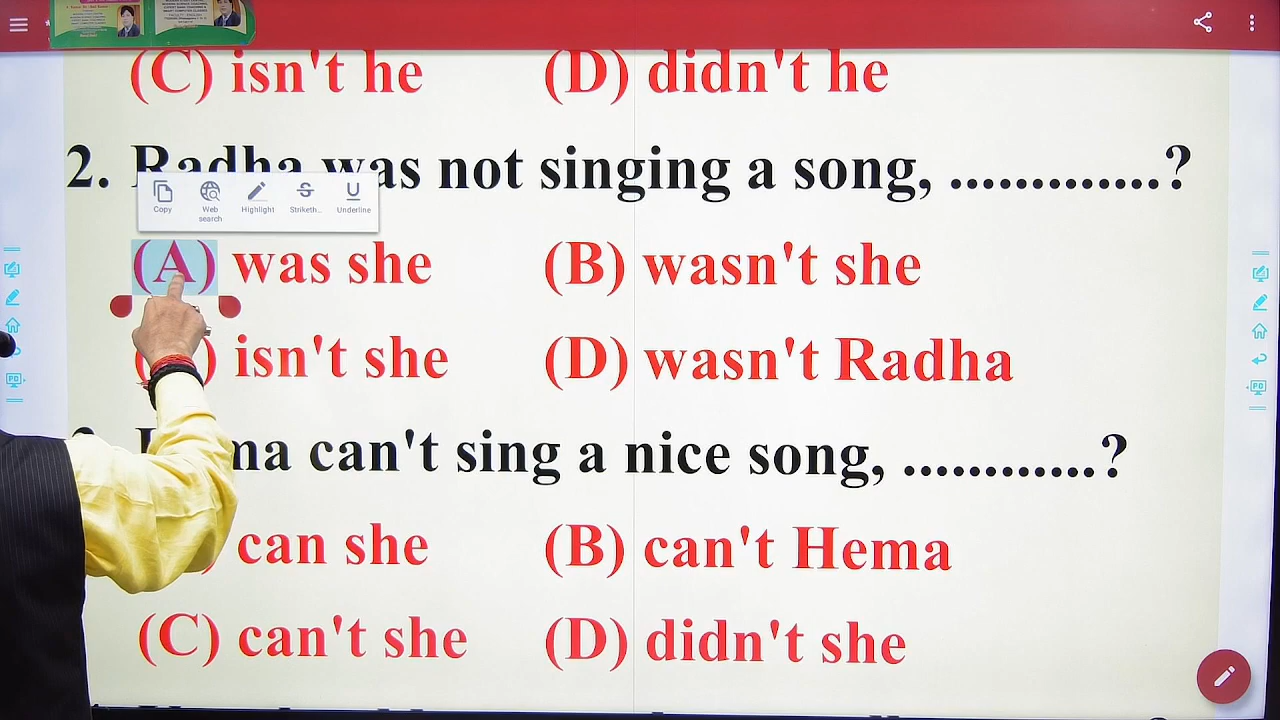 (C) isn't he (D) didn't he
2. Radha was not singing a song, .............?
Copy Web search Highlight Striketh... Underline
(A) was she (B) wasn't she
isn't she (D) wasn't Radha
can't sing a nice song, ............?
can she (B) can't Hema
(C) can't she (D) didn't she